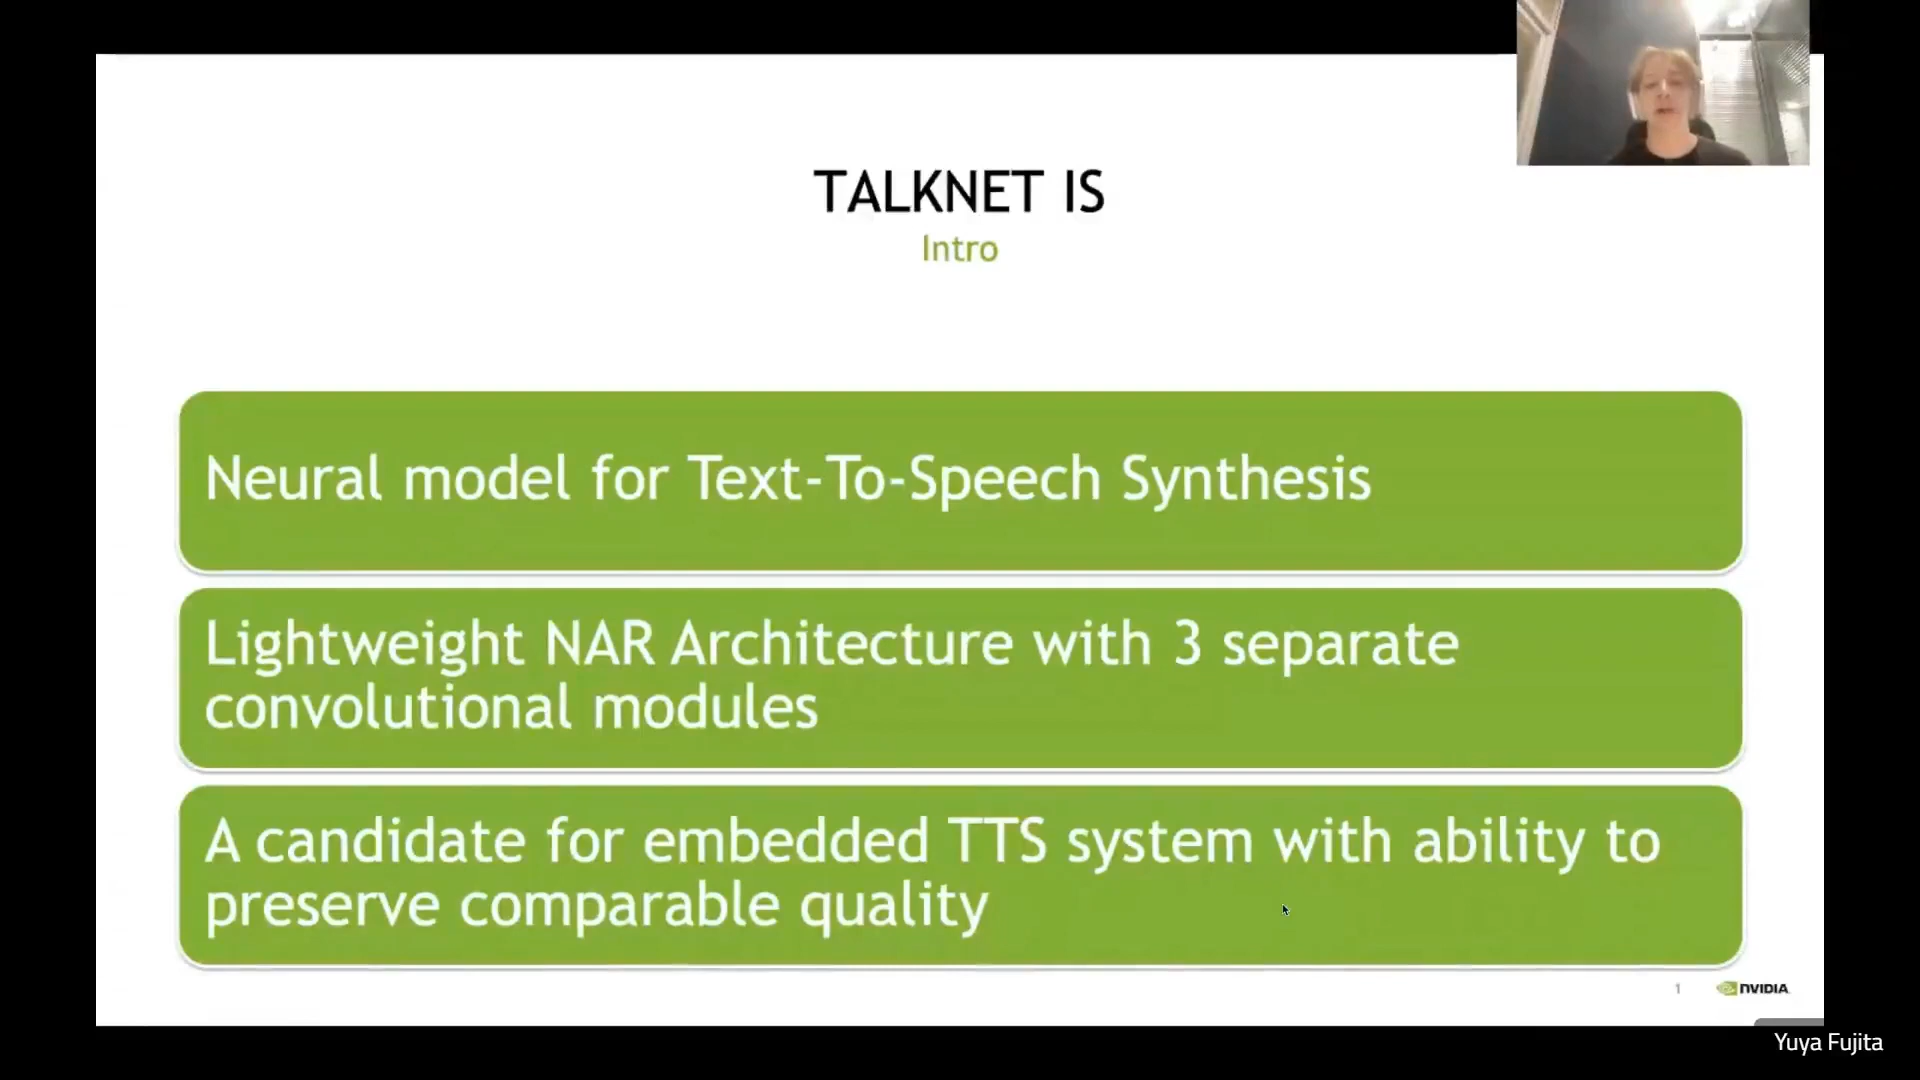 TALKNET IS
Intro
Neural model for Text-To-Speech Synthesis
Lightweight NAR Architecture with 3 separate
convolutional modules
A candidate for embedded TTS system with ability to
preserve comparable quality
1
NVIDIA
Yuya Fujita